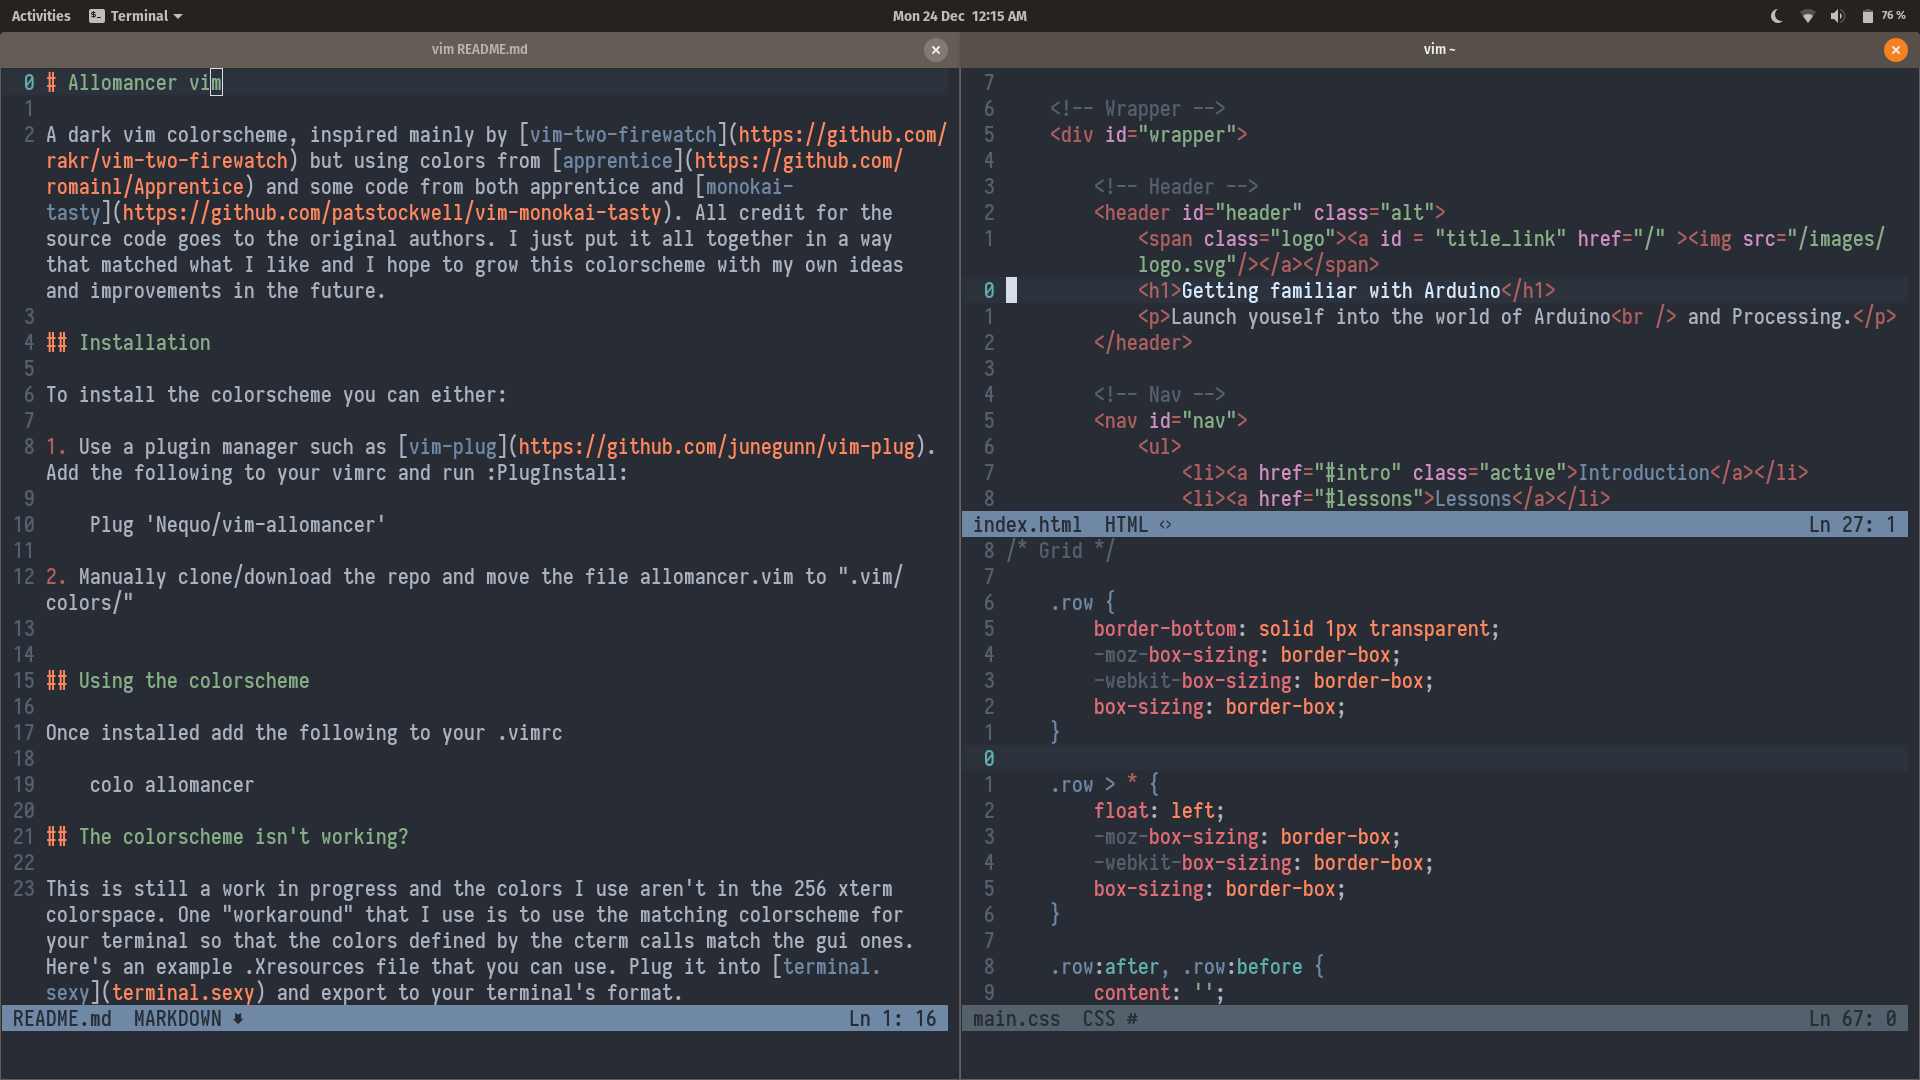 Activities Terminal Mon 24 Dec 12:15 AM 76 %
vim README.md
0 # Allomancer vim
1
2 A dark vim colorscheme, inspired mainly by [vim-two-firewatch](https://github.com/
rakr/vim-two-firewatch) but using colors from [apprentice](https://github.com/
romainl/Apprentice) and some code from both apprentice and [monokai-
tasty](https://github.com/patstockwell/vim-monokai-tasty). All credit for the
source code goes to the original authors. I just put it all together in a way
that matched what I like and I hope to grow this colorscheme with my own ideas
and improvements in the future.
3
4 ## Installation
5
6 To install the colorscheme you can either:
7
8 1. Use a plugin manager such as [vim-plug](https://github.com/junegunn/vim-plug).
Add the following to your vimrc and run :PlugInstall:
9
10     Plug 'Nequo/vim-allomancer'
11
12 2. Manually clone/download the repo and move the file allomancer.vim to ".vim/
colors/"
13
14
15 ## Using the colorscheme
16
17 Once installed add the following to your .vimrc
18
19     colo allomancer
20
21 ## The colorscheme isn't working?
22
23 This is still a work in progress and the colors I use aren't in the 256 xterm
colorspace. One "workaround" that I use is to use the matching colorscheme for
your terminal so that the colors defined by the cterm calls match the gui ones.
Here's an example .Xresources file that you can use. Plug it into [terminal.
sexy](terminal.sexy) and export to your terminal's format.
README.md MARKDOWN Ln 1: 16
vim ~
7
6     <!-- Wrapper -->
5     <div id="wrapper">
4
3         <!-- Header -->
2         <header id="header" class="alt">
1             <span class="logo"><a id = "title_link" href="/" ><img src="/images/
logo.svg"/></a></span>
0             <h1>Getting familiar with Arduino</h1>
1             <p>Launch youself into the world of Arduino<br /> and Processing.</p>
2         </header>
3
4         <!-- Nav -->
5         <nav id="nav">
6             <ul>
7                 <li><a href="#intro" class="active">Introduction</a></li>
8                 <li><a href="#lessons">Lessons</a></li>
index.html HTML <> Ln 27: 1
8 /* Grid */
7
6     .row {
5         border-bottom: solid 1px transparent;
4         -moz-box-sizing: border-box;
3         -webkit-box-sizing: border-box;
2         box-sizing: border-box;
1     }
0
1     .row > * {
2         float: left;
3         -moz-box-sizing: border-box;
4         -webkit-box-sizing: border-box;
5         box-sizing: border-box;
6     }
7
8     .row:after, .row:before {
9         content: '';
main.css CSS # Ln 67: 0